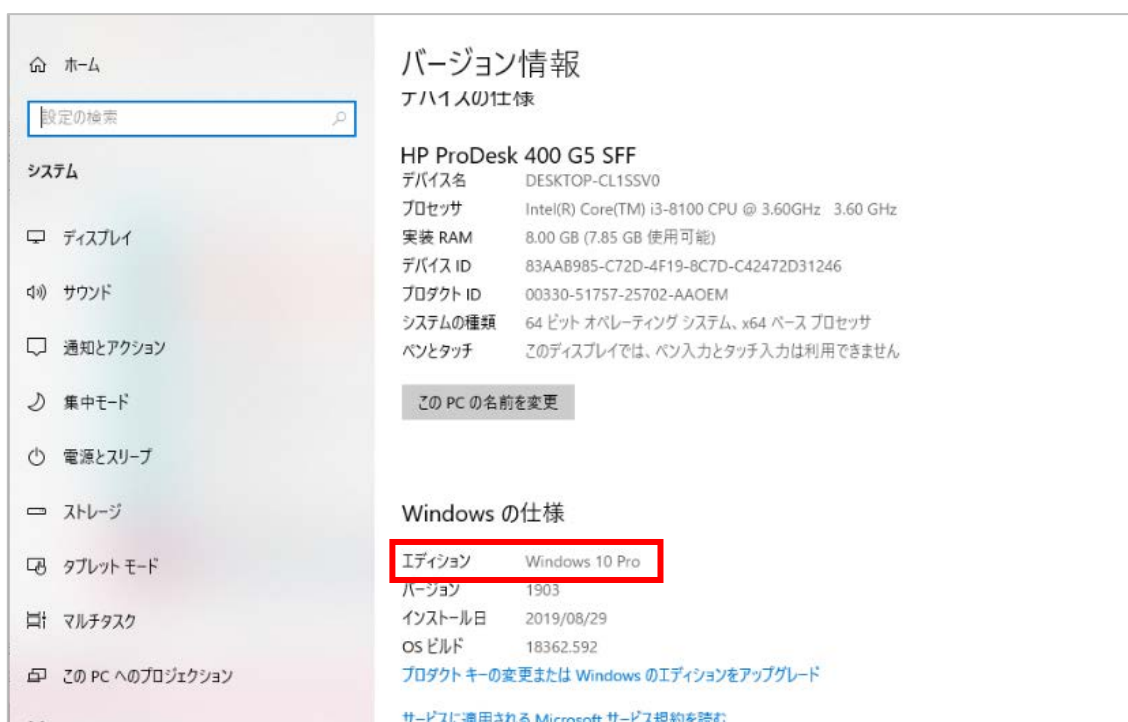 ホーム
設定の検索
システム
ディスプレイ
サウンド
通知とアクション
集中モード
電源とスリープ
ストレージ
タブレット モード
マルチタスク
この PC へのプロジェクション
バージョン情報
デバイスの仕様
HP ProDesk 400 G5 SFF
デバイス名 DESKTOP-CL1SSV0
プロセッサ Intel(R) Core(TM) i3-8100 CPU @ 3.60GHz 3.60 GHz
実装 RAM 8.00 GB (7.85 GB 使用可能)
デバイス ID 83AAB985-C72D-4F19-8C7D-C42472D31246
プロダクト ID 00330-51757-25702-AAOEM
システムの種類 64 ビット オペレーティング システム、x64 ベース プロセッサ
ペンとタッチ このディスプレイでは、ペン入力とタッチ入力は利用できません
この PC の名前を変更
Windows の仕様
エディション Windows 10 Pro
バージョン 1903
インストール日 2019/08/29
OS ビルド 18362.592
プロダクト キーの変更または Windows のエディションをアップグレード
サービスに適用される Microsoft サービス規約を読む